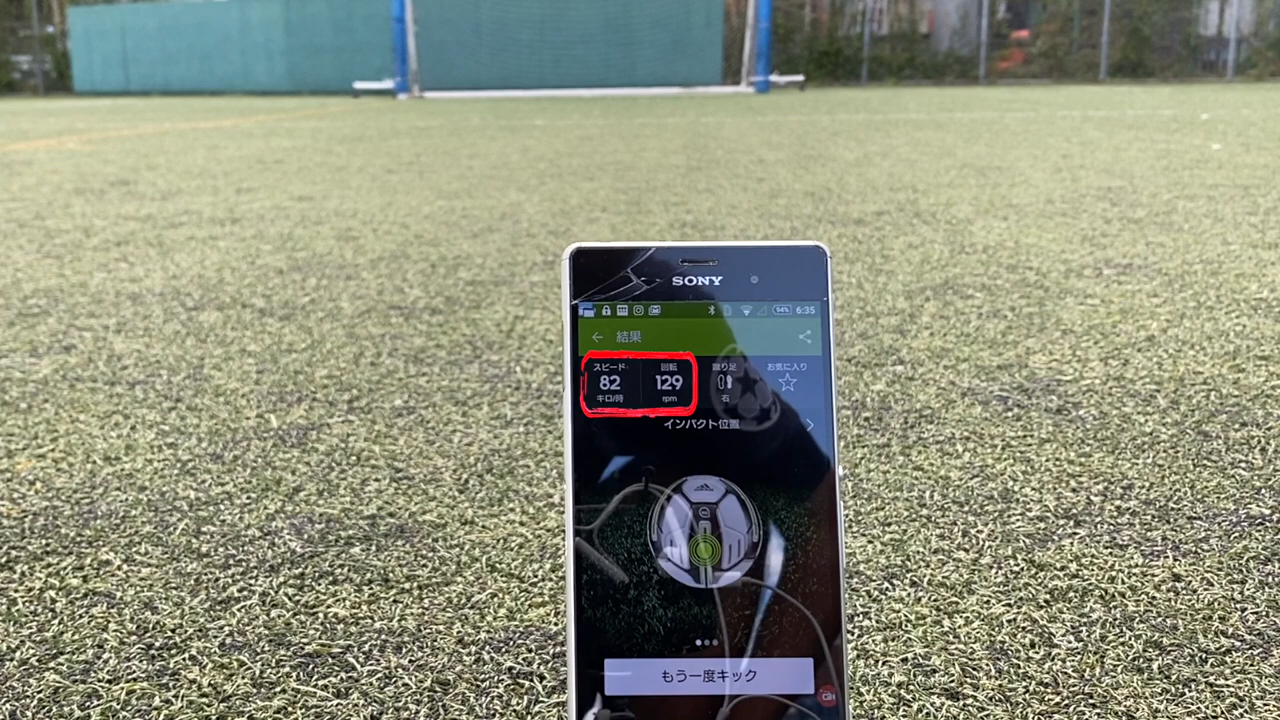 SONY
94% 6:35
結果
スピード 回転 蹴り足 お気に入り
82 129
キロ/時 rpm 右
インパクト位置
adidas
もう一度キック